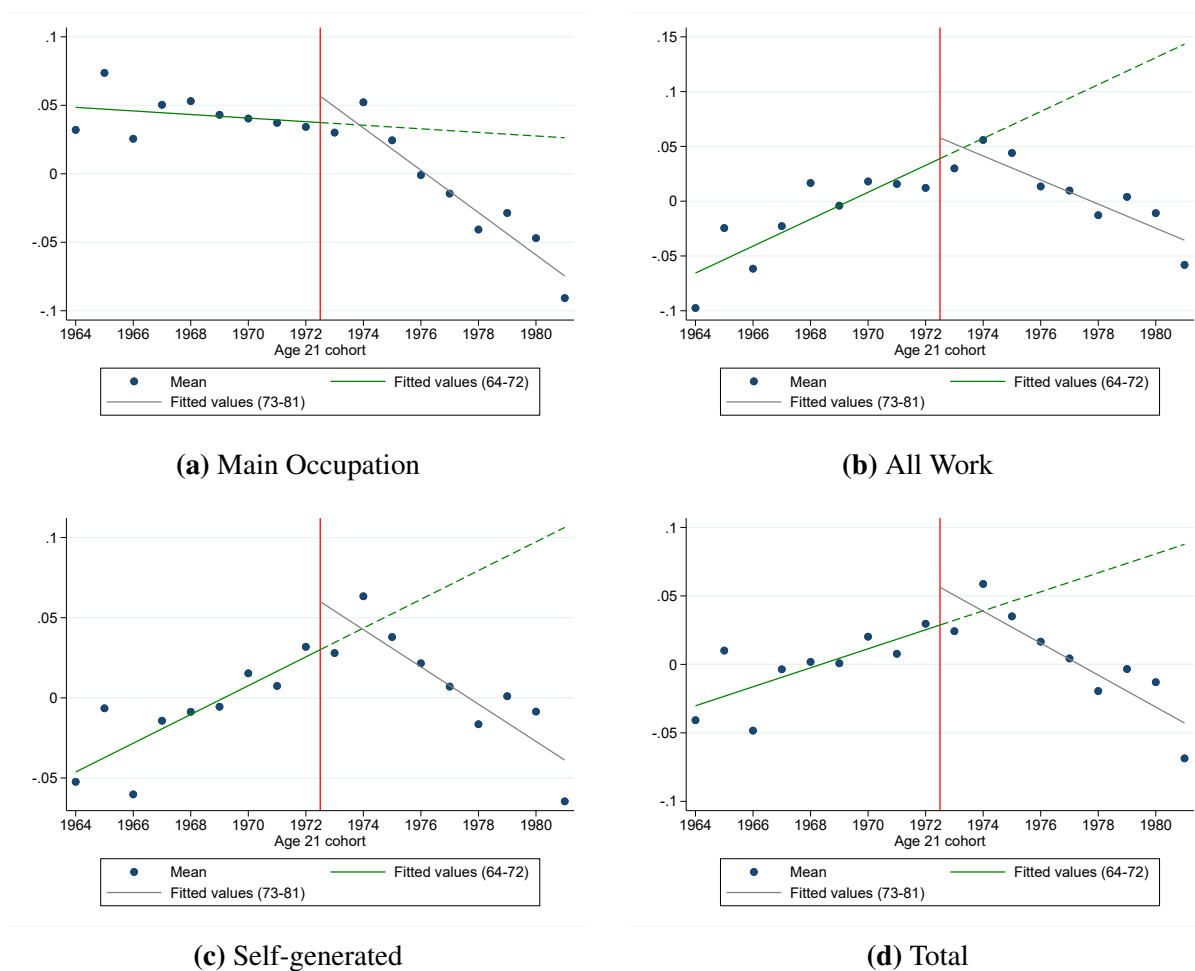 .1
.05
0
-.05
-.1
1964 1966 1968 1970 1972 1974 1976 1978 1980
Age 21 cohort
Mean Fitted values (64-72)
Fitted values (73-81)
(a) Main Occupation
.15
.1
.05
0
-.05
-.1
1964 1966 1968 1970 1972 1974 1976 1978 1980
Age 21 cohort
Mean Fitted values (64-72)
Fitted values (73-81)
(b) All Work
.1
.05
0
-.05
1964 1966 1968 1970 1972 1974 1976 1978 1980
Age 21 cohort
Mean Fitted values (64-72)
Fitted values (73-81)
(c) Self-generated
.1
.05
0
-.05
-.1
1964 1966 1968 1970 1972 1974 1976 1978 1980
Age 21 cohort
Mean Fitted values (64-72)
Fitted values (73-81)
(d) Total